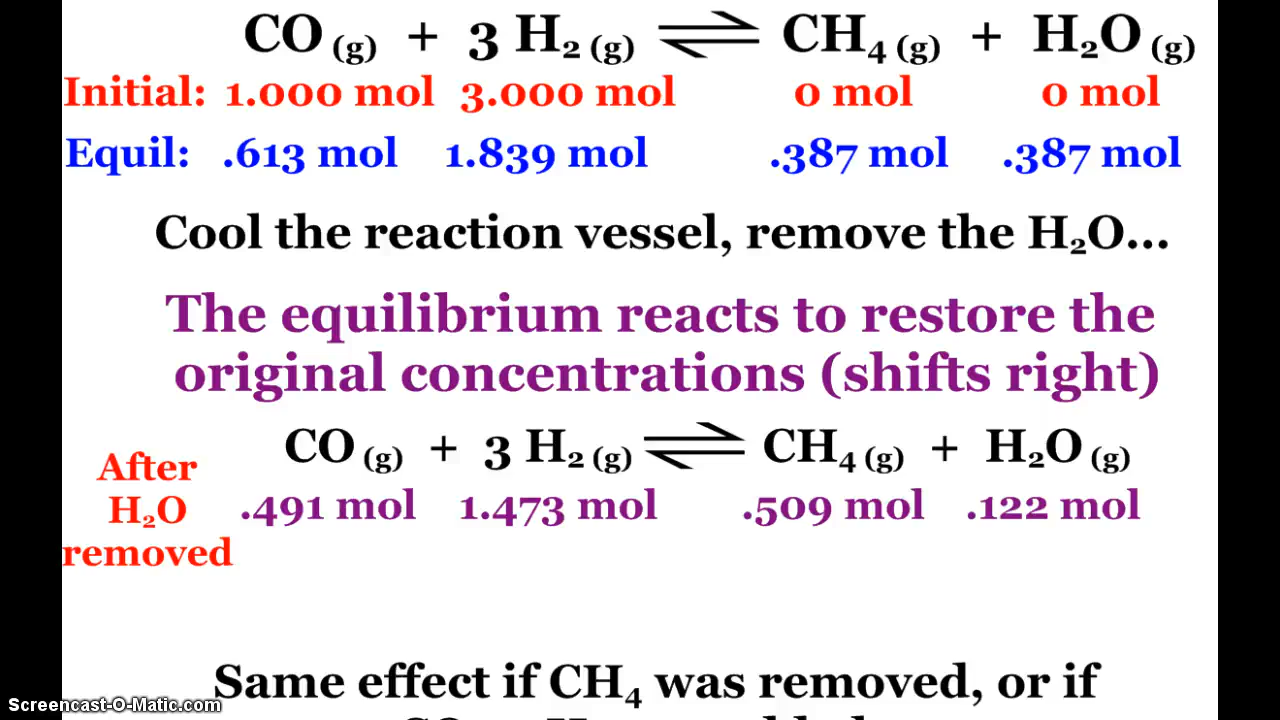 CO (g) + 3 H₂ (g) ⇌ CH₄ (g) + H₂O (g)
Initial: 1.000 mol 3.000 mol 0 mol 0 mol
Equil: .613 mol 1.839 mol .387 mol .387 mol
Cool the reaction vessel, remove the H₂O...
The equilibrium reacts to restore the
original concentrations (shifts right)
CO (g) + 3 H₂ (g) ⇌ CH₄ (g) + H₂O (g)
After
H₂O
removed
.491 mol 1.473 mol .509 mol .122 mol
Same effect if CH₄ was removed, or if
Screencast-O-Matic.com